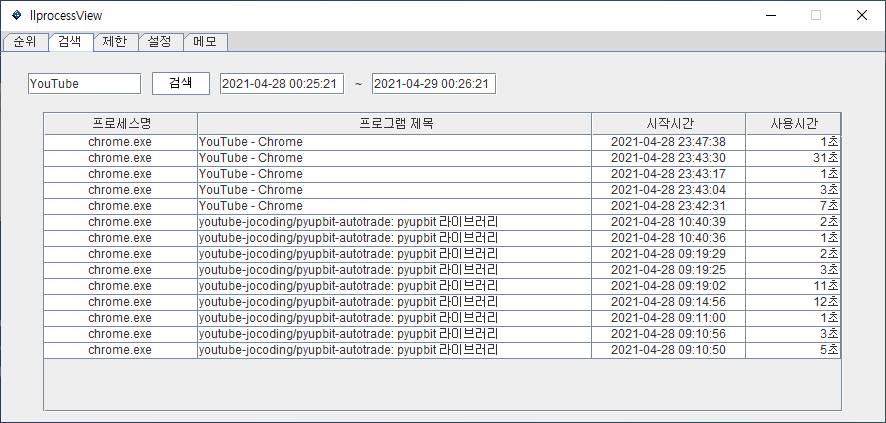 llprocessView
순위 검색 제한 설정 메모
YouTube 검색 2021-04-28 00:25:21 ~ 2021-04-29 00:26:21
프로세스명 프로그램 제목 시작시간 사용시간
chrome.exe YouTube - Chrome 2021-04-28 23:47:38 1초
chrome.exe YouTube - Chrome 2021-04-28 23:43:30 31초
chrome.exe YouTube - Chrome 2021-04-28 23:43:17 1초
chrome.exe YouTube - Chrome 2021-04-28 23:43:04 3초
chrome.exe YouTube - Chrome 2021-04-28 23:42:31 7초
chrome.exe youtube-jocoding/pyupbit-autotrade: pyupbit 라이브러리 2021-04-28 10:40:39 2초
chrome.exe youtube-jocoding/pyupbit-autotrade: pyupbit 라이브러리 2021-04-28 10:40:36 1초
chrome.exe youtube-jocoding/pyupbit-autotrade: pyupbit 라이브러리 2021-04-28 09:19:29 2초
chrome.exe youtube-jocoding/pyupbit-autotrade: pyupbit 라이브러리 2021-04-28 09:19:25 3초
chrome.exe youtube-jocoding/pyupbit-autotrade: pyupbit 라이브러리 2021-04-28 09:19:02 11초
chrome.exe youtube-jocoding/pyupbit-autotrade: pyupbit 라이브러리 2021-04-28 09:14:56 12초
chrome.exe youtube-jocoding/pyupbit-autotrade: pyupbit 라이브러리 2021-04-28 09:11:00 1초
chrome.exe youtube-jocoding/pyupbit-autotrade: pyupbit 라이브러리 2021-04-28 09:10:56 3초
chrome.exe youtube-jocoding/pyupbit-autotrade: pyupbit 라이브러리 2021-04-28 09:10:50 5초